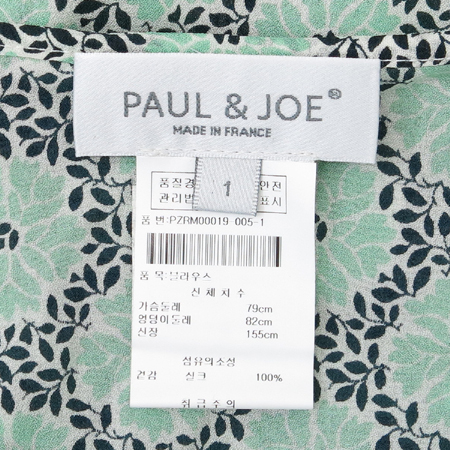 PAUL & JOE®
MADE IN FRANCE
1
품질경 안전
관리법 표시
품 번:PZRM00019-005-1
품 목:블라우스
신체치수
가슴둘레 79cm
엉덩이둘레 82cm
신장 155cm
섬유의조성
겉감 실크 100%
취급소의